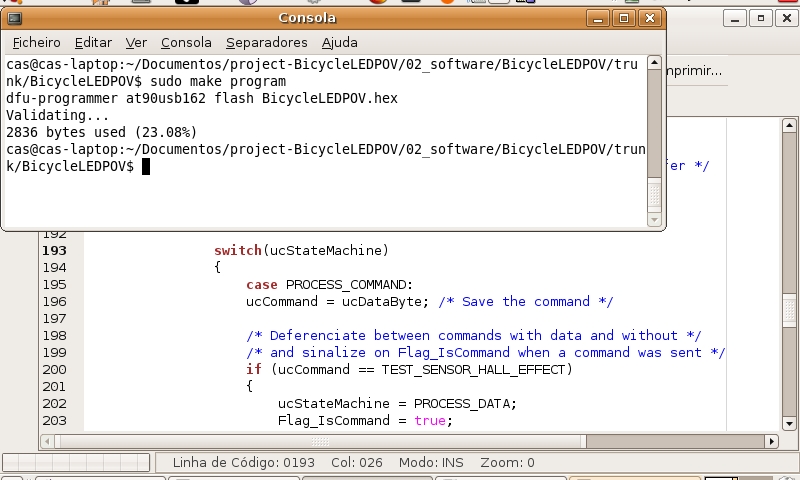 Consola
Ficheiro Editar Ver Consola Separadores Ajuda
cas@cas-laptop:~/Documentos/project-BicycleLEDPOV/02_software/BicycleLEDPOV/tru
nk/BicycleLEDPOV$ sudo make program
dfu-programmer at90usb162 flash BicycleLEDPOV.hex
Validating...
2836 bytes used (23.08%)
cas@cas-laptop:~/Documentos/project-BicycleLEDPOV/02_software/BicycleLEDPOV/trun
k/BicycleLEDPOV$
mprimir...
fer */
192
193 switch(ucStateMachine)
194 {
195 case PROCESS_COMMAND:
196 ucCommand = ucDataByte; /* Save the command */
197
198 /* Deferenciate between commands with data and without */
199 /* and sinalize on Flag_IsCommand when a command was sent */
200 if (ucCommand == TEST_SENSOR_HALL_EFFECT)
201 {
202 ucStateMachine = PROCESS_DATA;
203 Flag_IsCommand = true;
Linha de Código: 0193 Col: 026 Modo: INS Zoom: 0